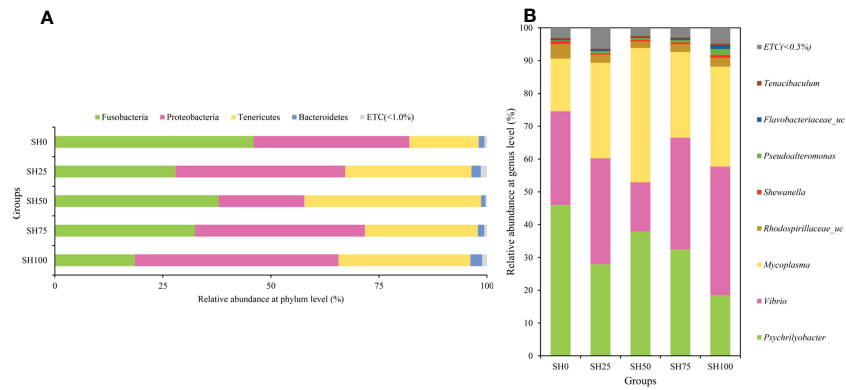 A
Fusobacteria Proteobacteria Tenericutes Bacteroidetes ETC(<1.0%)
SH0
SH25
SH50
SH75
SH100
Groups
0 25 50 75 100
Relative abundance at phylum level (%)
B
100
90
80
70
60
50
40
30
20
10
0
Relative abundance at genus level (%)
SH0 SH25 SH50 SH75 SH100
Groups
ETC(<0.5%)
Tenacibaculum
Flavobacteriaceae_uc
Pseudoalteromonas
Shewanella
Rhodospirillaceae_uc
Mycoplasma
Vibrio
Psychrilyobacter